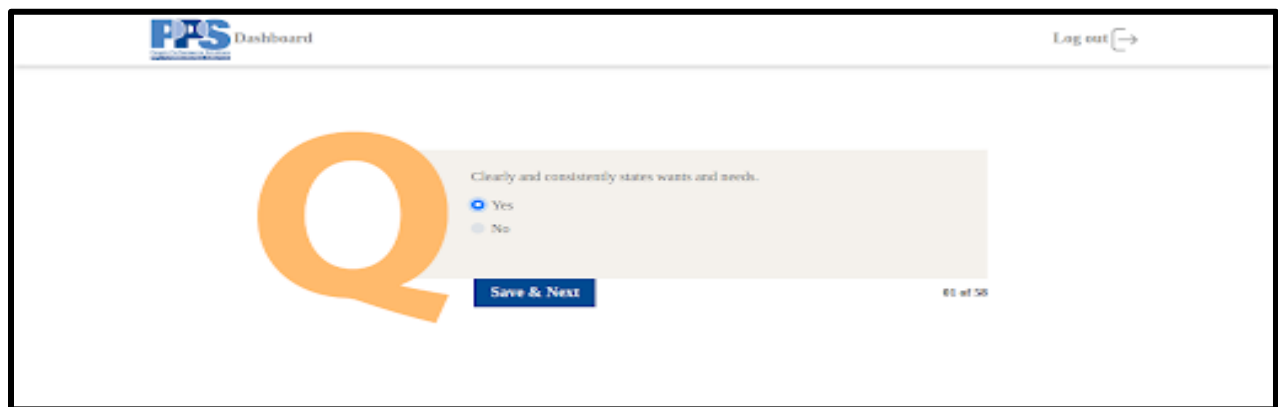 PPS Dashboard
Log out
Q
Clearly and consistently states wants and needs.
Yes
No
Save & Next
01 of 58